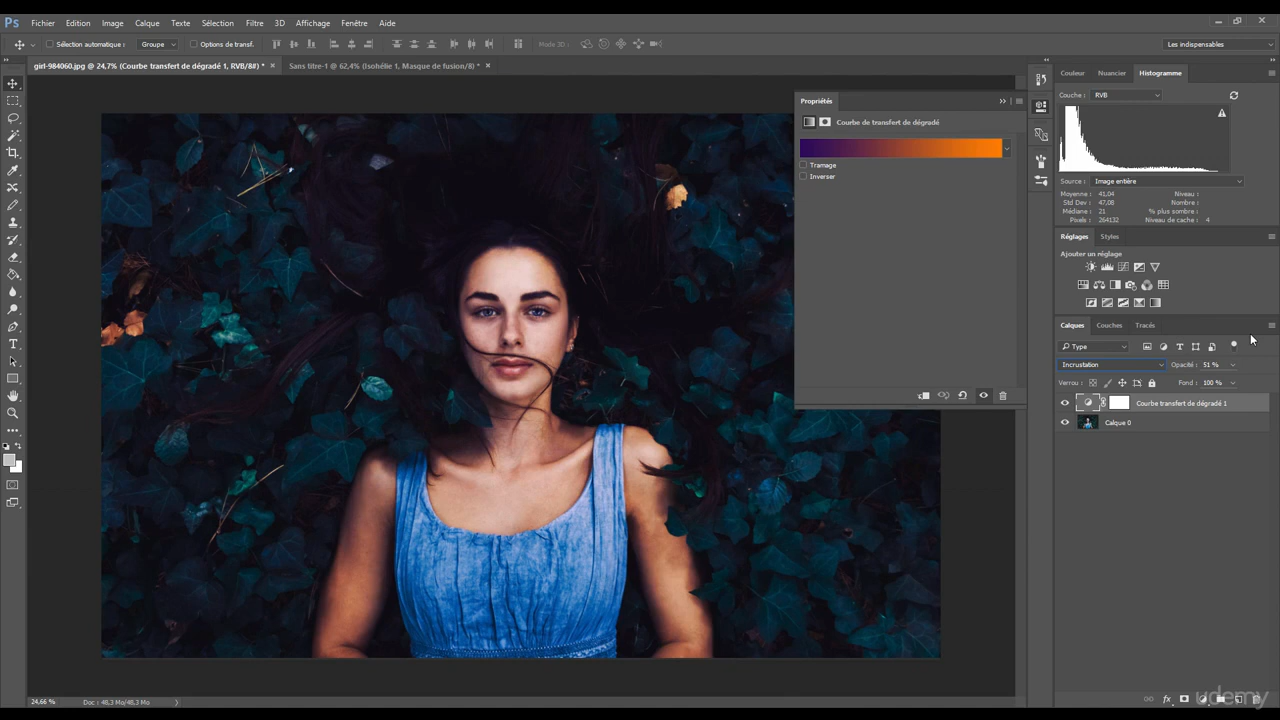 Ps Fichier Edition Image Calque Texte Sélection Filtre 3D Affichage Fenêtre Aide
Sélection automatique : Groupe Options de transf. Mode 3D : Les indispensables
girl-984060.jpg @ 24,7% (Courbe transfert de dégradé 1, RVB/8#) * Sans titre-1 @ 62,4% (Isohélie 1, Masque de fusion/8) *
Couleur Nuancier Histogramme
Couche : RVB
Propriétés
Courbe de transfert de dégradé
Tramage
Inverser
Source : Image entière
Moyenne : 41,04 Niveau :
Std Dev : 47,08 Nombre :
Médiane : 21 % plus sombre :
Pixels : 264132 Niveau de cache : 4
Réglages Styles
Ajouter un réglage
Calques Couches Tracés
Type
Incrustation Opacité : 51 %
Verrou : Fond : 100 %
Courbe transfert de dégradé 1
Calque 0
24,66 % Doc : 48,3 Mo/48,3 Mo
fx
udemy